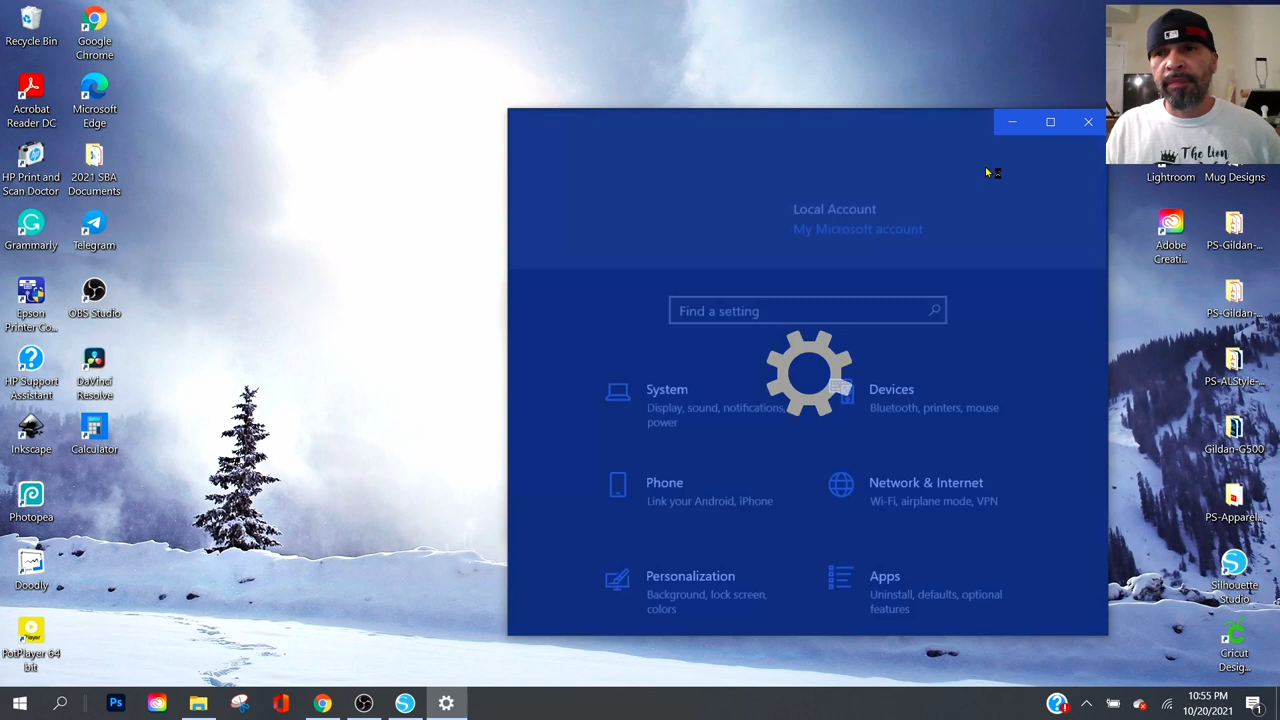 Recycle Bin
Google
Chrome
Acrobat
Reader DC
Microsoft
Edge
HP Print and
Scan Doctor
2021 SBA
Documents
Grammarly
Telegram
Epson
Printer Co...
OBS Studio
HP Support
Assistant
DaVinci
Resolve
Inkscape
Calculator
Photopea
Doodly
64
bit
Local Account
My Microsoft account
Find a setting
System
Display, sound, notifications,
power
Devices
Bluetooth, printers, mouse
Phone
Link your Android, iPhone
Network & Internet
Wi-Fi, airplane mode, VPN
Personalization
Background, lock screen,
colors
Apps
Uninstall, defaults, optional
features
The Lion
Lightroom
Mug Designs
Adobe
Creati...
PS-Gildan-...
PS-Gildan-...
PS-ALStyle-...
Gildan-G500
PS-Apparel...
Silhouette
Studio
Cricut
Desig...
Ps
10:55 PM
10/20/2021
1